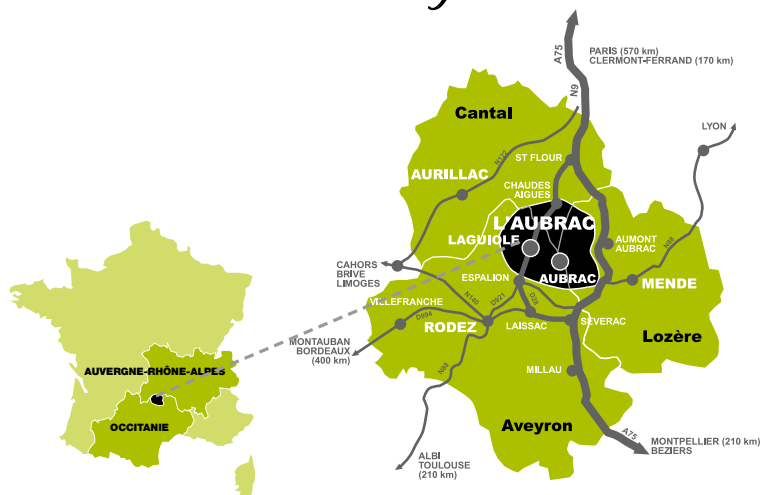 A75
PARIS (570 km)
CLERMONT-FERRAND (170 km)
N9
Cantal
LYON
N122
ST FLOUR
AURILLAC
CHAUDES
AIGUES
L'AUBRAC
LAGUIOLE
AUMONT
AUBRAC
N88
CAHORS
BRIVE
LIMOGES
ESPALION
AUBRAC
MENDE
VILLEFRANCHE
N140
D921
D28
D994
RODEZ
LAISSAC
SÉVERAC
Lozère
MONTAUBAN
BORDEAUX
(400 km)
AUVERGNE-RHÔNE-ALPES
N88
MILLAU
OCCITANIE
Aveyron
A75
MONTPELLIER (210 km)
BEZIERS
ALBI
TOULOUSE
(210 km)